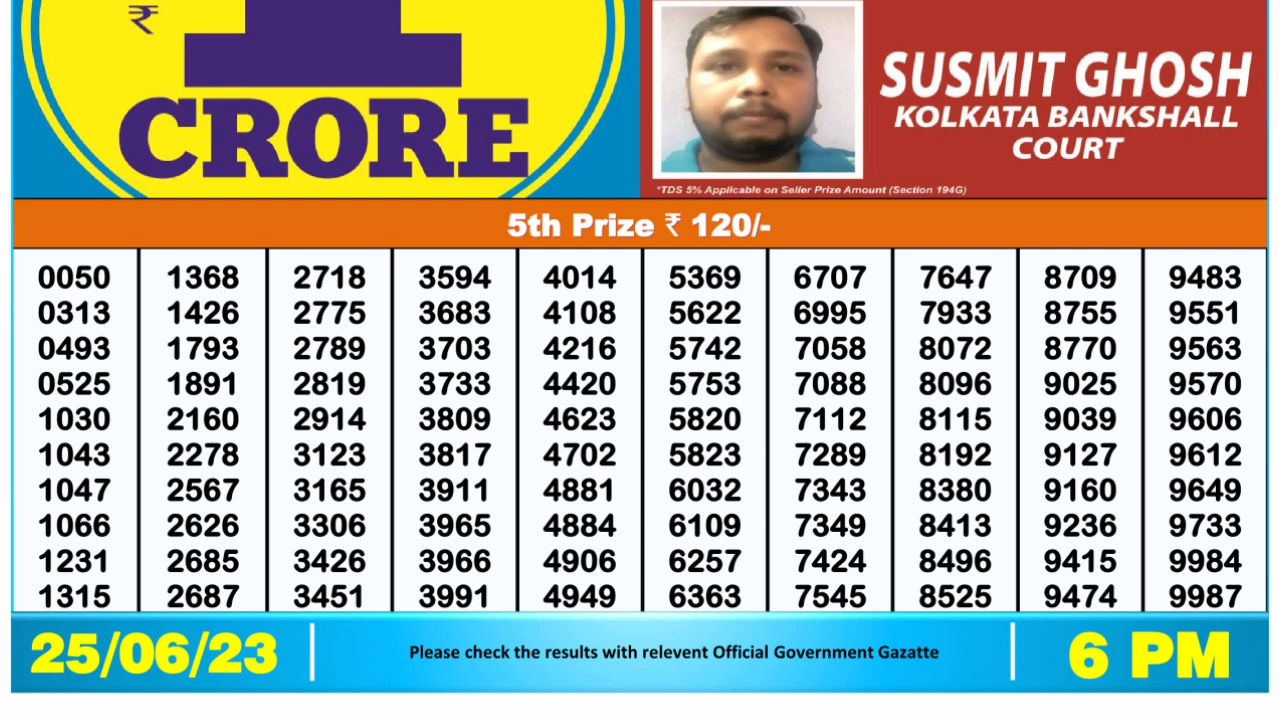 ₹
1
CRORE
SUSMIT GHOSH
KOLKATA BANKSHALL
COURT
*TDS 5% Applicable on Seller Prize Amount (Section 194G)
5th Prize ₹ 120/-
0050 1368 2718 3594 4014 5369 6707 7647 8709 9483
0313 1426 2775 3683 4108 5622 6995 7933 8755 9551
0493 1793 2789 3703 4216 5742 7058 8072 8770 9563
0525 1891 2819 3733 4420 5753 7088 8096 9025 9570
1030 2160 2914 3809 4623 5820 7112 8115 9039 9606
1043 2278 3123 3817 4702 5823 7289 8192 9127 9612
1047 2567 3165 3911 4881 6032 7343 8380 9160 9649
1066 2626 3306 3965 4884 6109 7349 8413 9236 9733
1231 2685 3426 3966 4906 6257 7424 8496 9415 9984
1315 2687 3451 3991 4949 6363 7545 8525 9474 9987
25/06/23
Please check the results with relevent Official Government Gazatte
6 PM